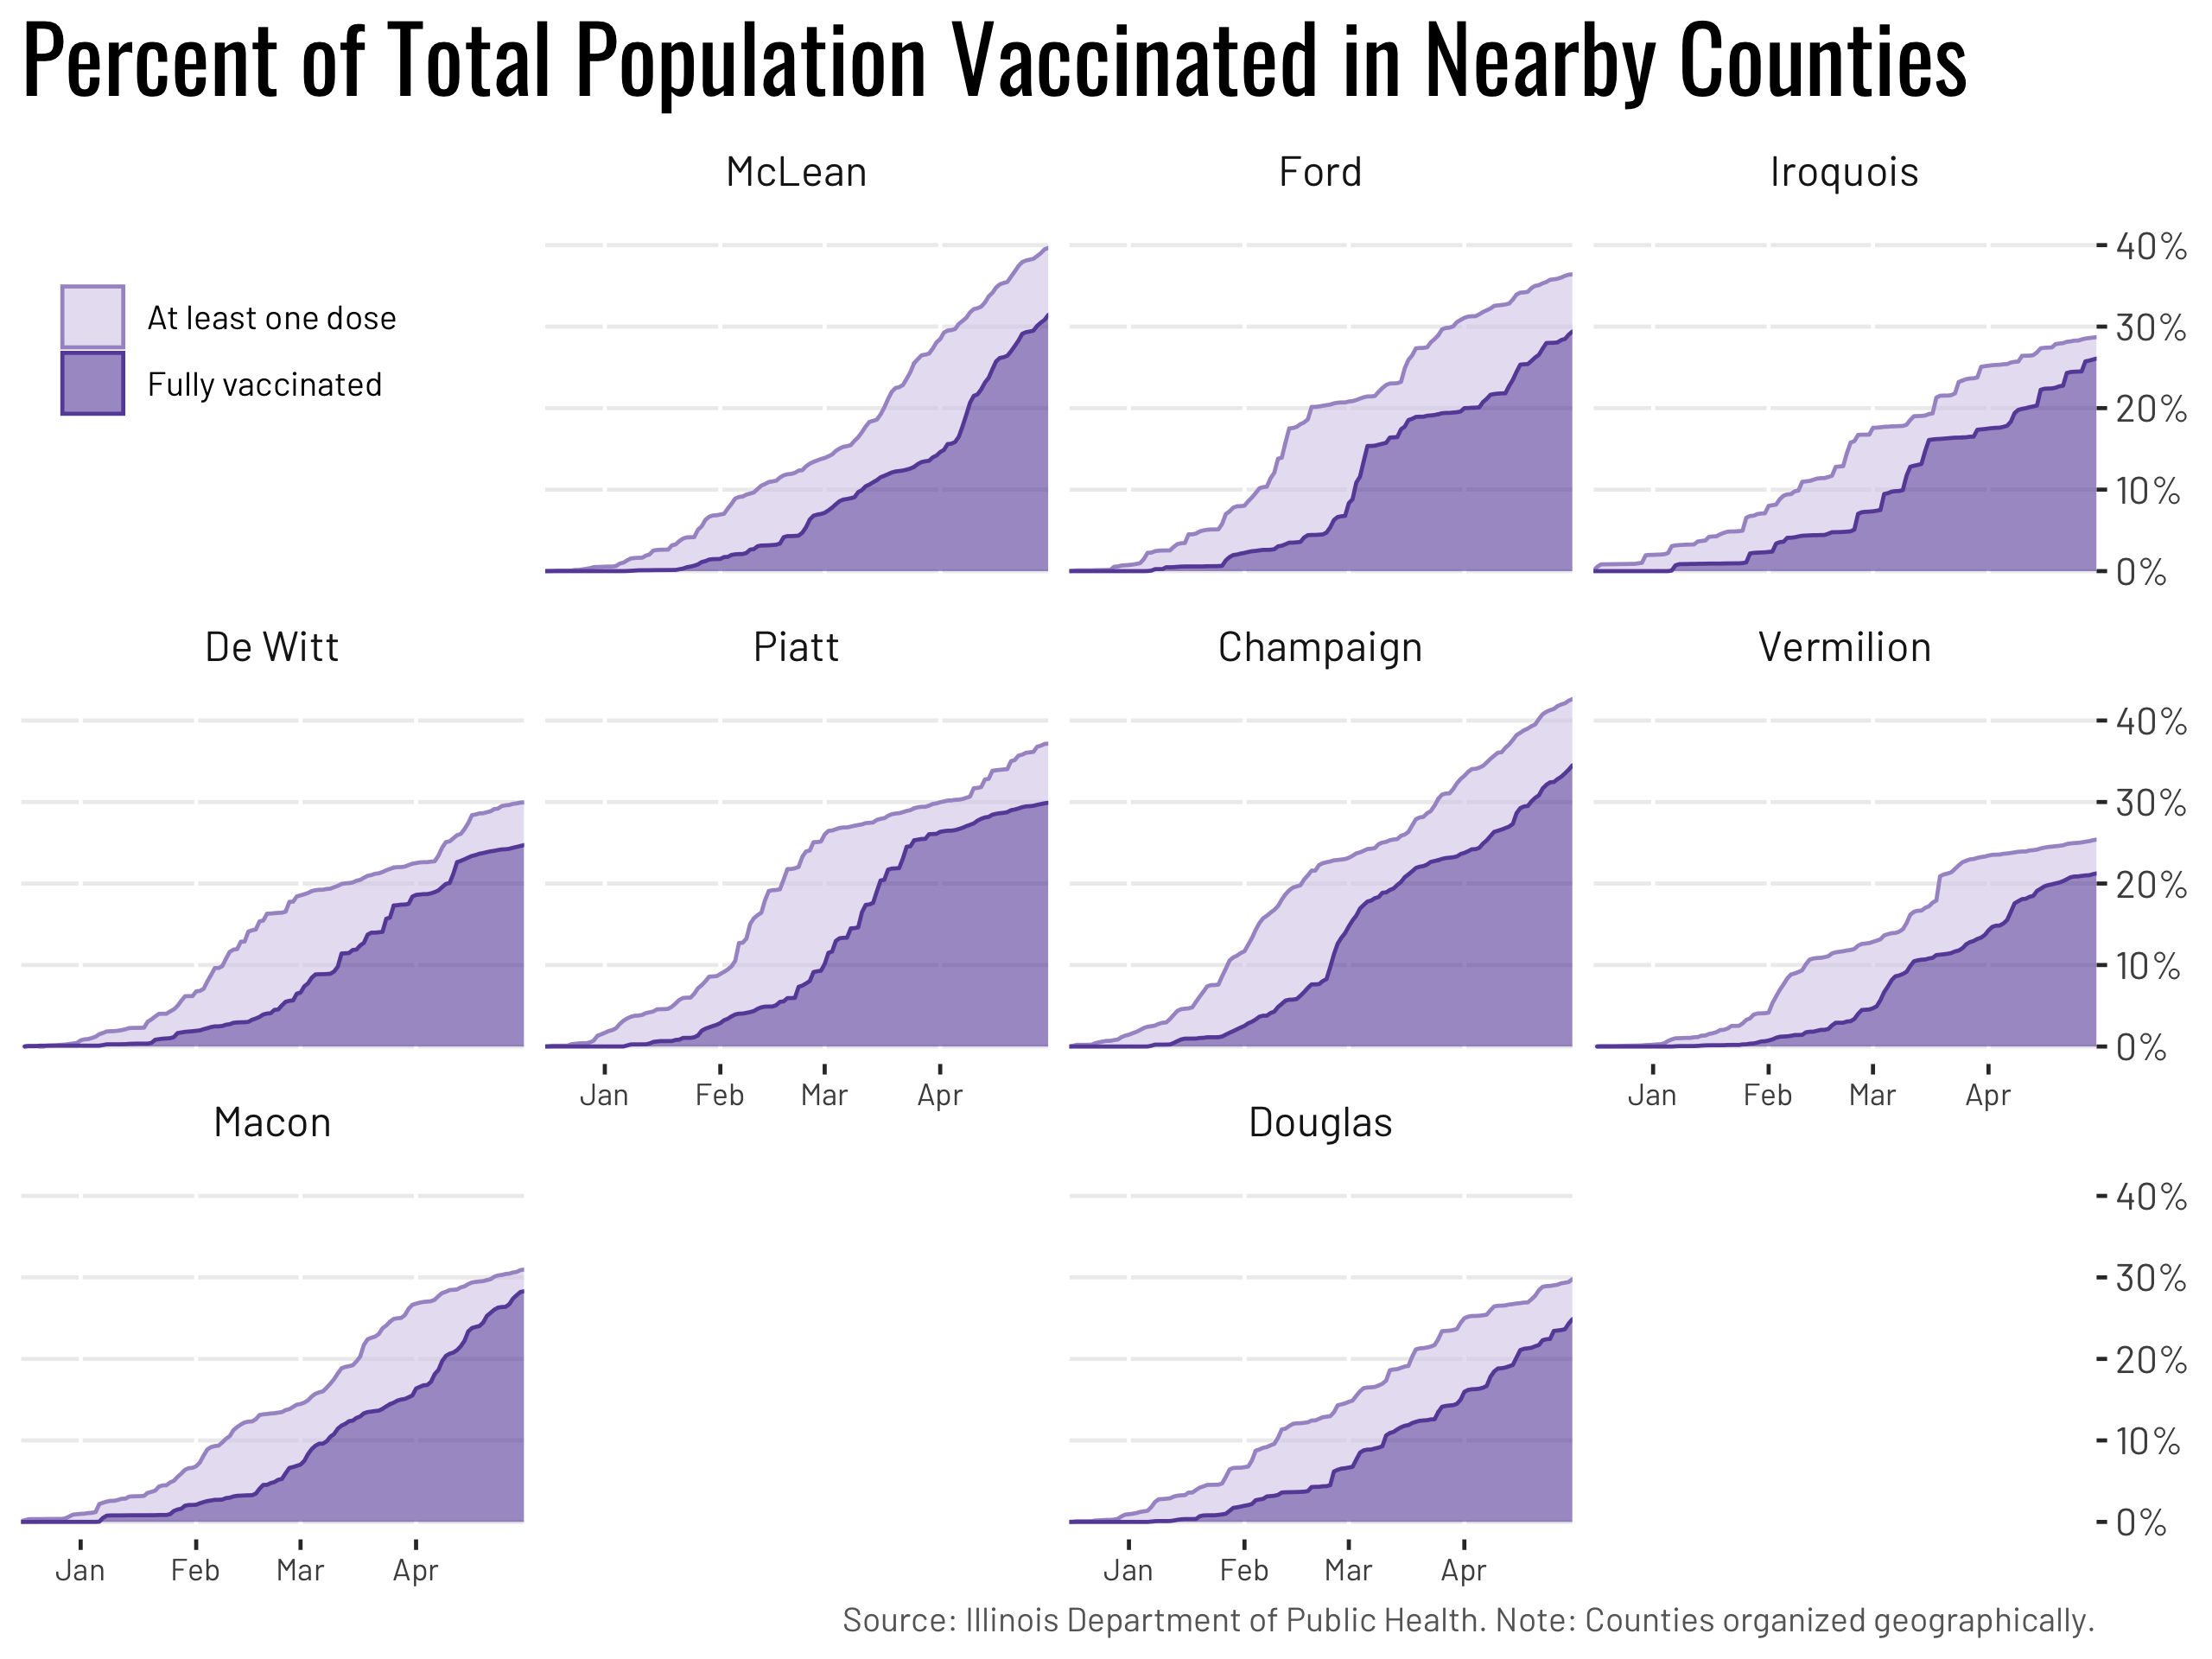 Percent of Total Population Vaccinated in Nearby Counties
McLean
Ford
Iroquois
At least one dose
Fully vaccinated
40%
30%
20%
10%
0%
De Witt
Piatt
Champaign
Vermilion
40%
30%
20%
10%
0%
Jan Feb Mar Apr
Jan Feb Mar Apr
Macon
Douglas
40%
30%
20%
10%
0%
Jan Feb Mar Apr
Jan Feb Mar Apr
Source: Illinois Department of Public Health. Note: Counties organized geographically.